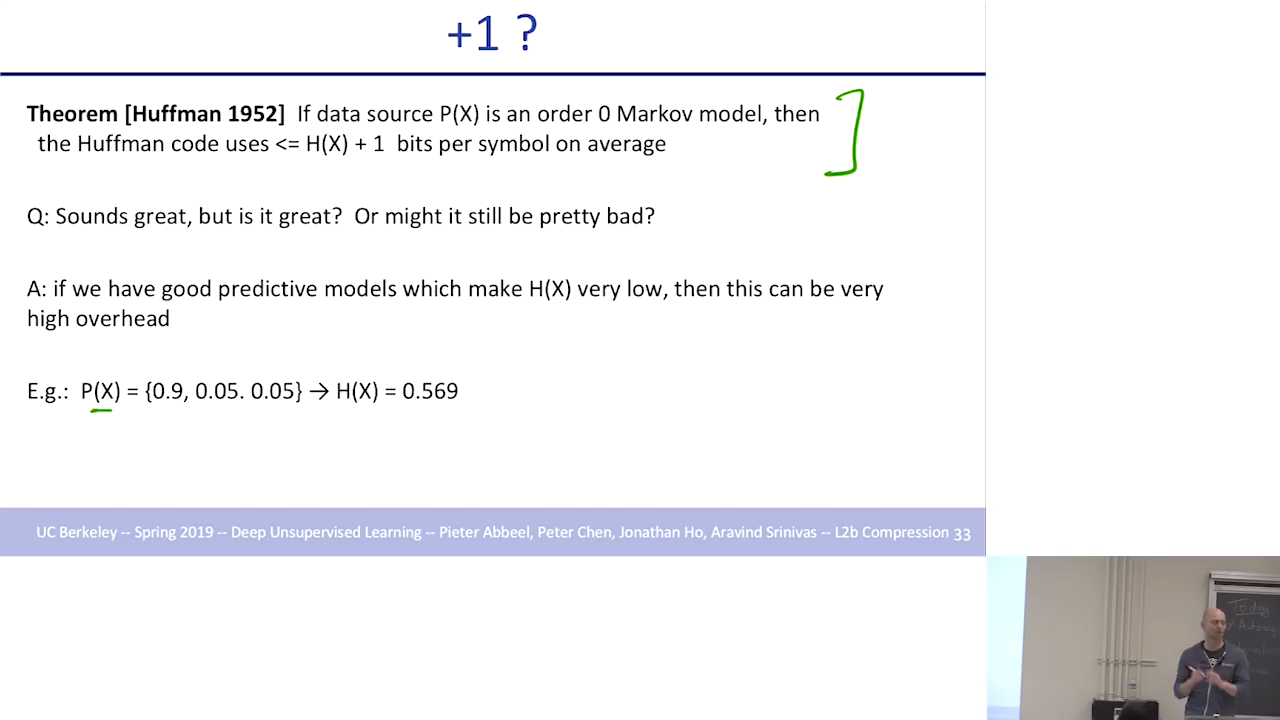 +1 ?
Theorem [Huffman 1952] If data source P(X) is an order 0 Markov model, then
the Huffman code uses <= H(X) + 1 bits per symbol on average
Q: Sounds great, but is it great? Or might it still be pretty bad?
A: if we have good predictive models which make H(X) very low, then this can be very
high overhead
E.g.: P(X) = {0.9, 0.05. 0.05} → H(X) = 0.569
UC Berkeley -- Spring 2019 -- Deep Unsupervised Learning -- Pieter Abbeel, Peter Chen, Jonathan Ho, Aravind Srinivas -- L2b Compression 33
Today